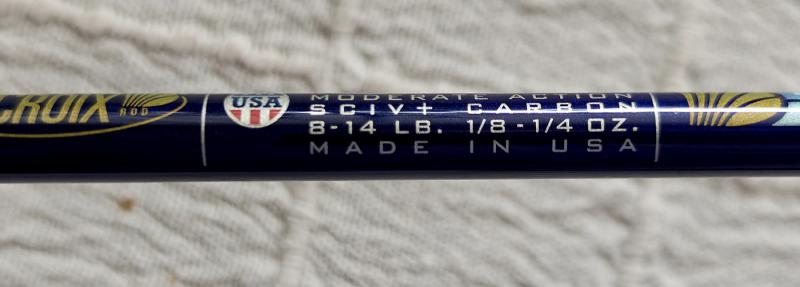 CROIX
ROD
USA
MODERATE ACTION
SCIV+ CARBON
8-14 LB. 1/8-1/4 OZ.
MADE IN USA